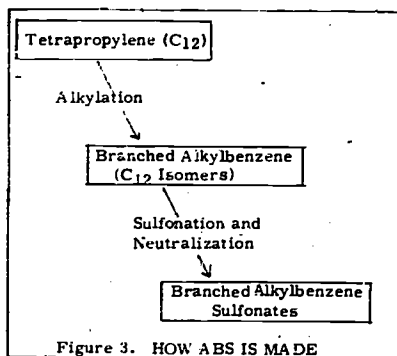 Tetrapropylene (C12)
Alkylation
Branched Alkylbenzene
(C12 Isomers)
Sulfonation and
Neutralization
Branched Alkylbenzene
Sulfonates
Figure 3. HOW ABS IS MADE